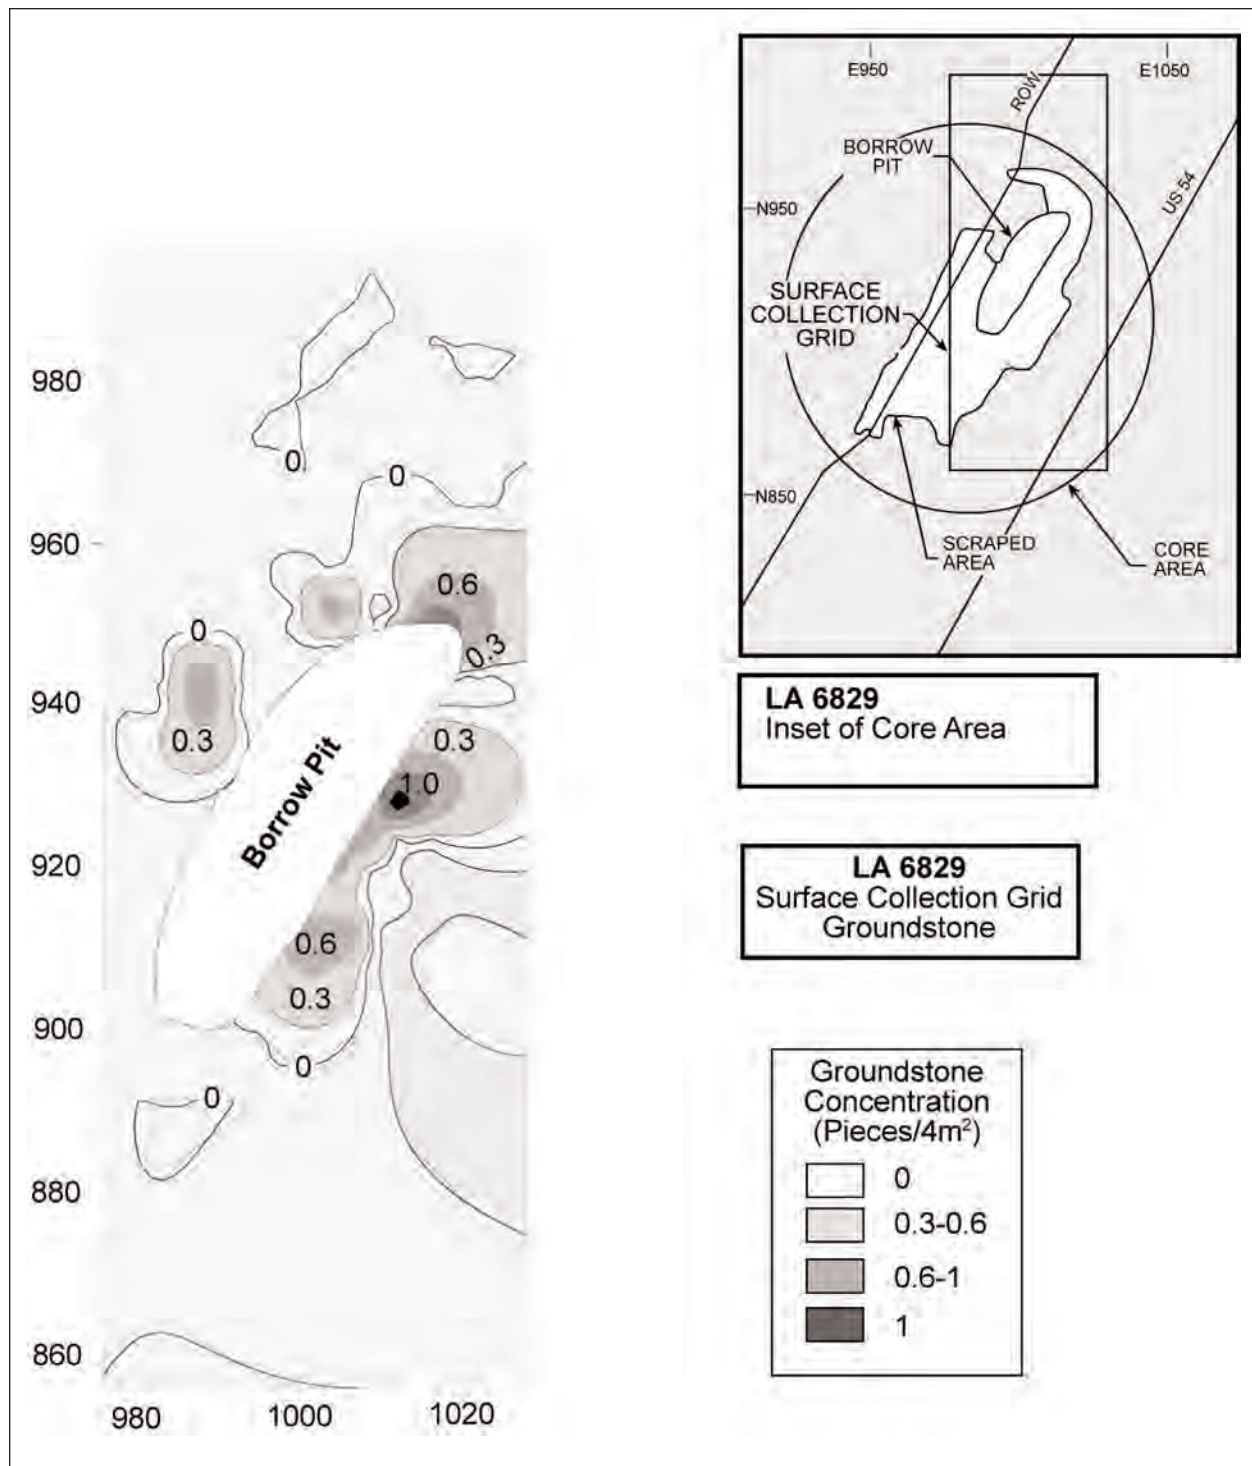 980
960
940
920
900
880
860
980
1000
1020
0
0
0.6
0
0.3
0.3
0.3
1.0
Borrow Pit
0.6
0.3
0
0
E950
E1050
ROW
BORROW
PIT
US 54
N950
SURFACE
COLLECTION
GRID
N850
SCRAPED
AREA
CORE
AREA
LA 6829
Inset of Core Area
LA 6829
Surface Collection Grid
Groundstone
Groundstone
Concentration
(Pieces/4m²)
0
0.3-0.6
0.6-1
1